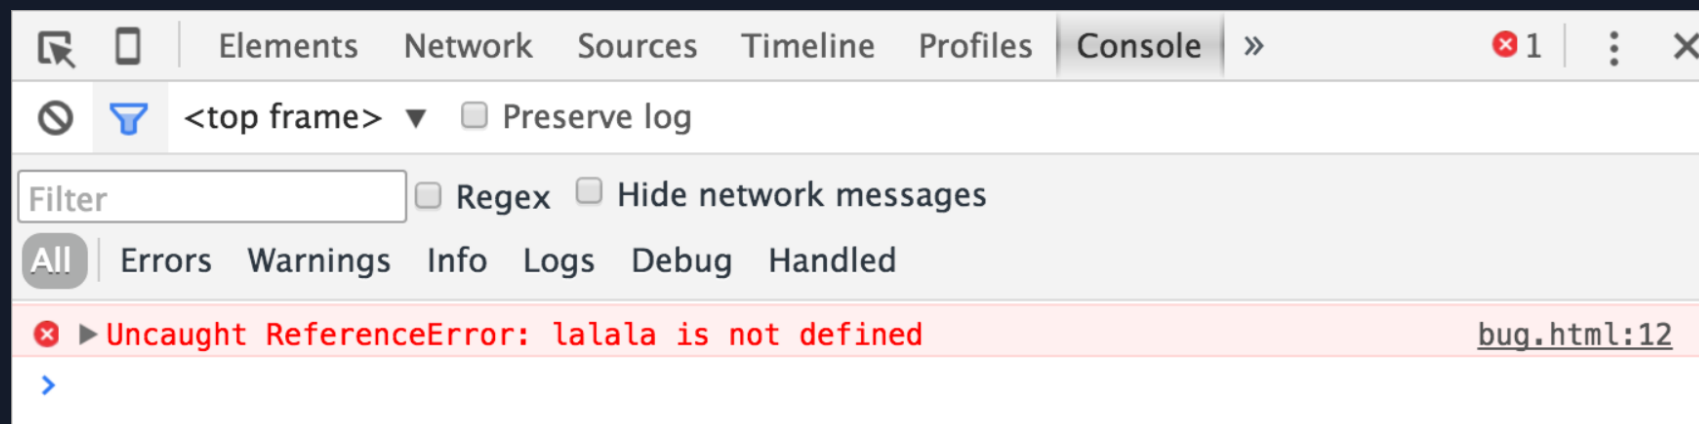 Elements Network Sources Timeline Profiles Console » 1
<top frame> ▼ Preserve log
Filter Regex Hide network messages
All Errors Warnings Info Logs Debug Handled
Uncaught ReferenceError: lalala is not defined bug.html:12